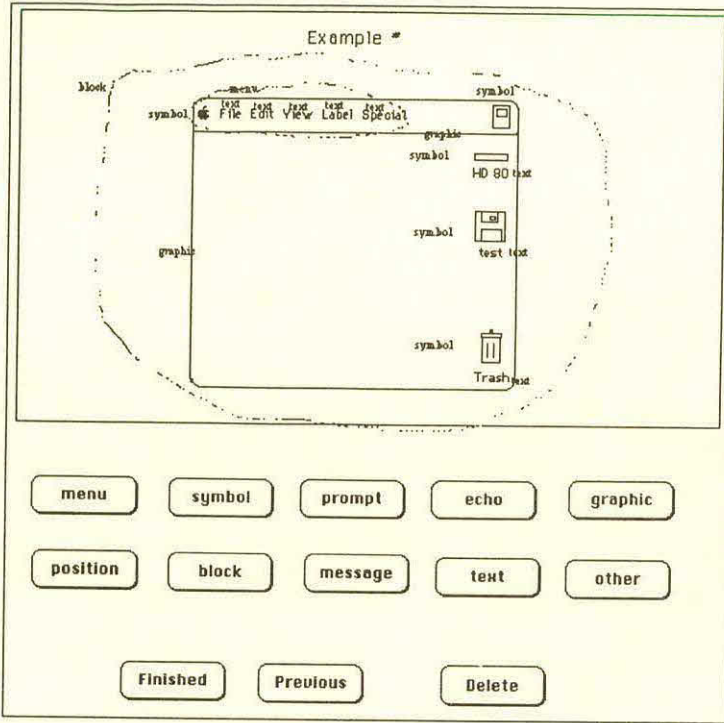 Example #
block
menu
symbol
text text text text text
symbol File Edit View Label Special
graphic
symbol
HD 80 text
symbol
test text
graphic
symbol
Trash text
menu symbol prompt echo graphic
position block message text other
Finished Previous Delete